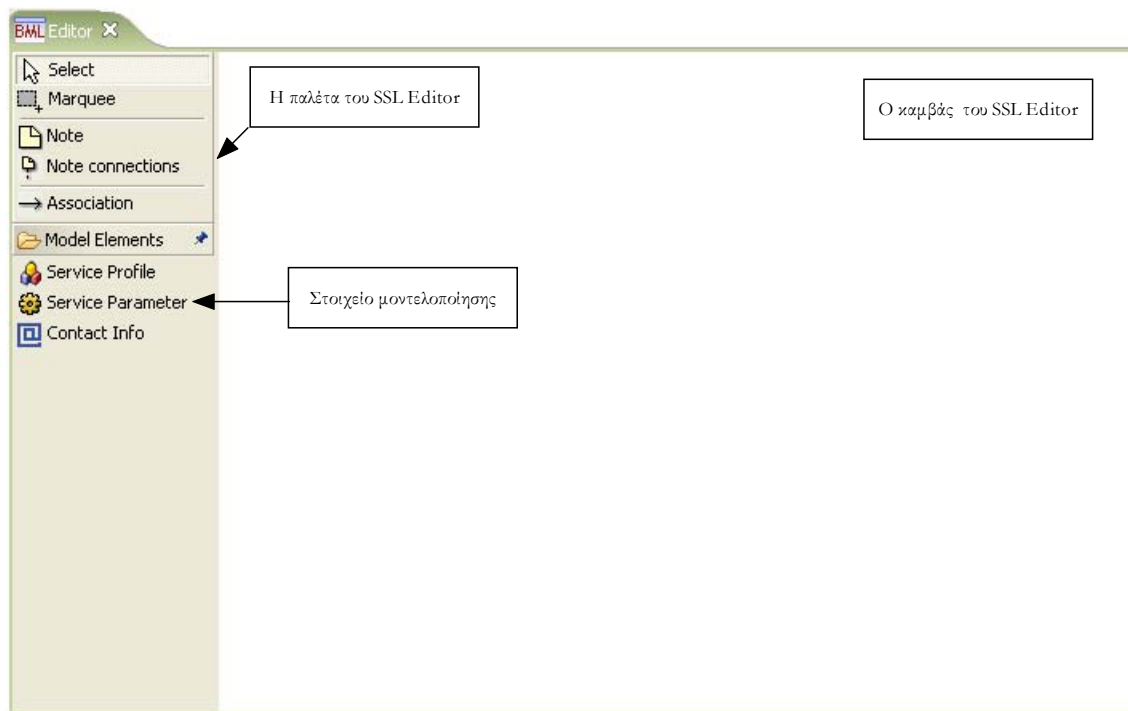 BML Editor
Select
Marquee
Note
Note connections
Association
Model Elements
Service Profile
Service Parameter
Contact Info
Η παλέτα του SSL Editor
Ο καμβάς του SSL Editor
Στοιχείο μοντελοποίησης